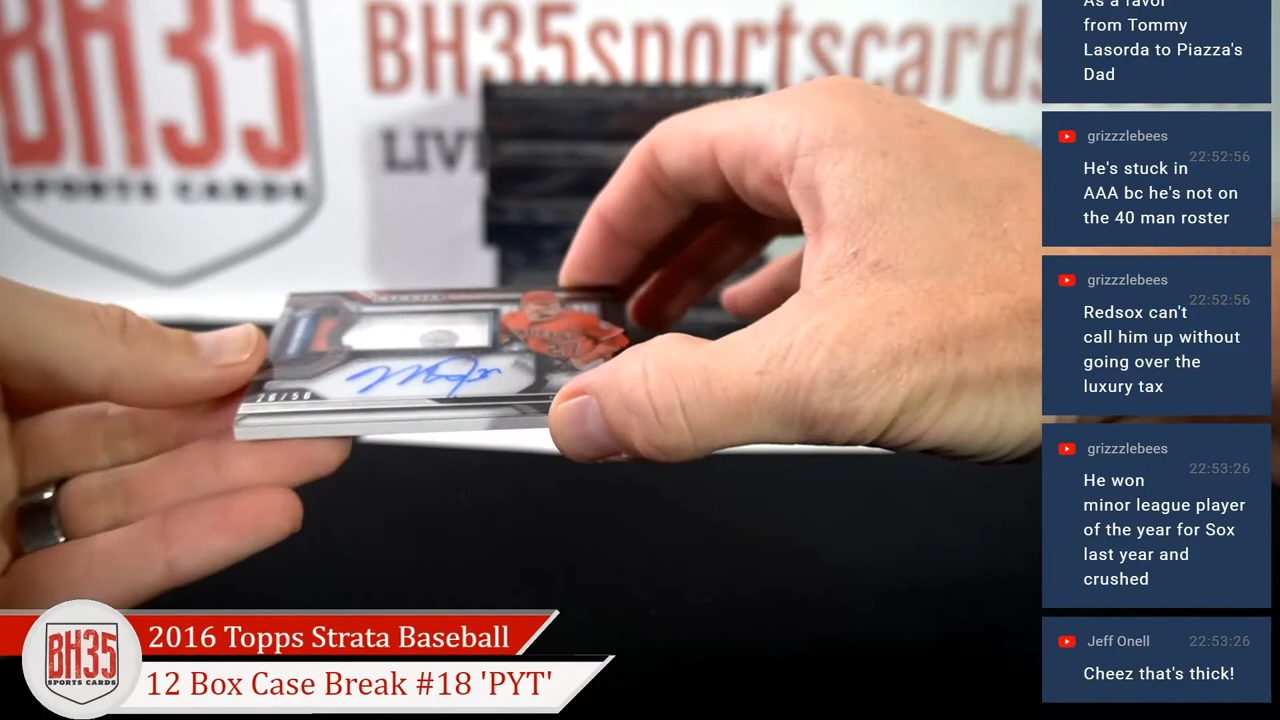 BH35
SPORTS CARDS
BH35sportscards
As a favor
from Tommy
Lasorda to Piazza's
Dad
grizzzlebees
22:52:56
He's stuck in
AAA bc he's not on
the 40 man roster
grizzzlebees
22:52:56
Redsox can't
call him up without
going over the
luxury tax
grizzzlebees
22:53:26
He won
minor league player
of the year for Sox
last year and
crushed
Jeff Onell 22:53:26
Cheez that's thick!
BH35
SPORTS CARDS
2016 Topps Strata Baseball
12 Box Case Break #18 'PYT'